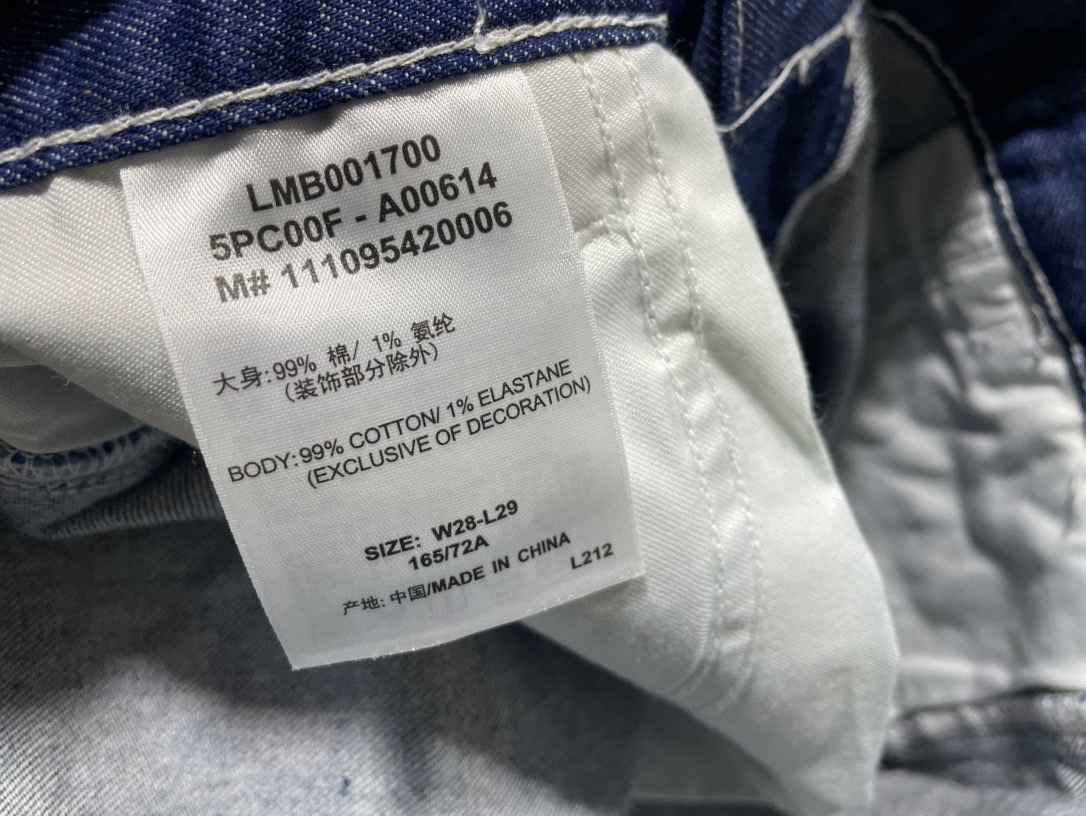 LMB001700
5PC00F - A00614
M# 111095420006
大身:99% 棉/ 1% 氨纶
(装饰部分除外)
BODY:99% COTTON/ 1% ELASTANE
(EXCLUSIVE OF DECORATION)
SIZE: W28-L29
165/72A
产地: 中国/MADE IN CHINA
L212